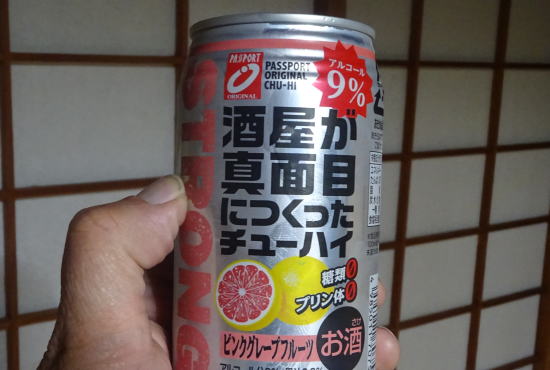 PASSPORT
ORIGINAL
PASSPORT
ORIGINAL
CHU-HI
アルコール
9%
STRONG
酒屋が
真面目
につくった
チューハイ
糖類0
プリン体0
ピンクグレープフルーツ
さけ
お酒